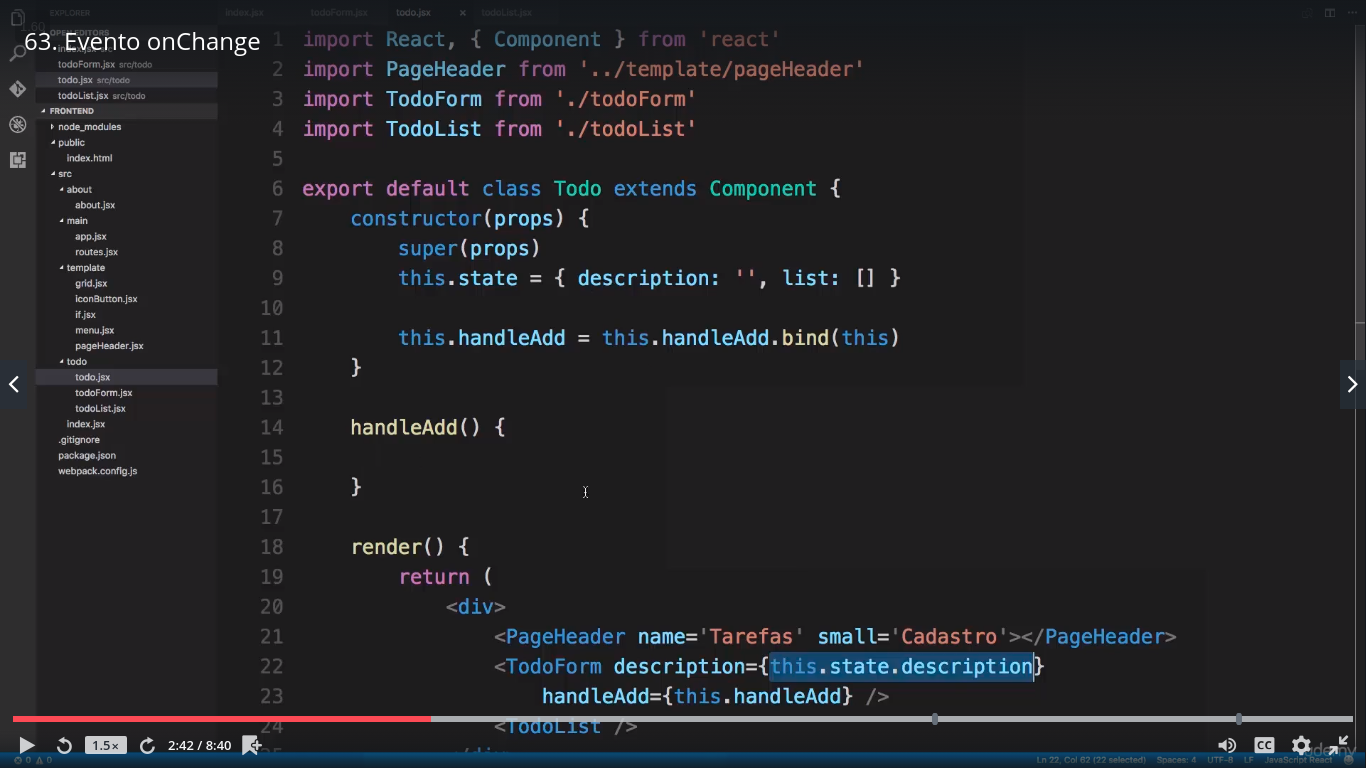 EXPLORER
index.jsx todoForm.jsx todo.jsx × todoList.jsx
63. Evento onChange
OPEN EDITORS
todoForm.jsx src/todo
todo.jsx src/todo
todoList.jsx src/todo
FRONTEND
node_modules
public
index.html
src
about
about.jsx
main
app.jsx
routes.jsx
template
grid.jsx
iconButton.jsx
if.jsx
menu.jsx
pageHeader.jsx
todo
todo.jsx
todoForm.jsx
todoList.jsx
index.jsx
.gitignore
package.json
webpack.config.js
1 import React, { Component } from 'react'
2 import PageHeader from '../template/pageHeader'
3 import TodoForm from './todoForm'
4 import TodoList from './todoList'
5
6 export default class Todo extends Component {
7 constructor(props) {
8 super(props)
9 this.state = { description: '', list: [] }
10
11 this.handleAdd = this.handleAdd.bind(this)
12 }
13
14 handleAdd() {
15
16 }
17
18 render() {
19 return (
20 <div>
21 <PageHeader name='Tarefas' small='Cadastro'></PageHeader>
22 <TodoForm description={this.state.description}
23 handleAdd={this.handleAdd} />
24 <TodoList />
1.5× 2:42 / 8:40 CC
udemy
0 0 Ln 22, Col 62 (22 selected) Spaces: 4 UTF-8 LF JavaScript React